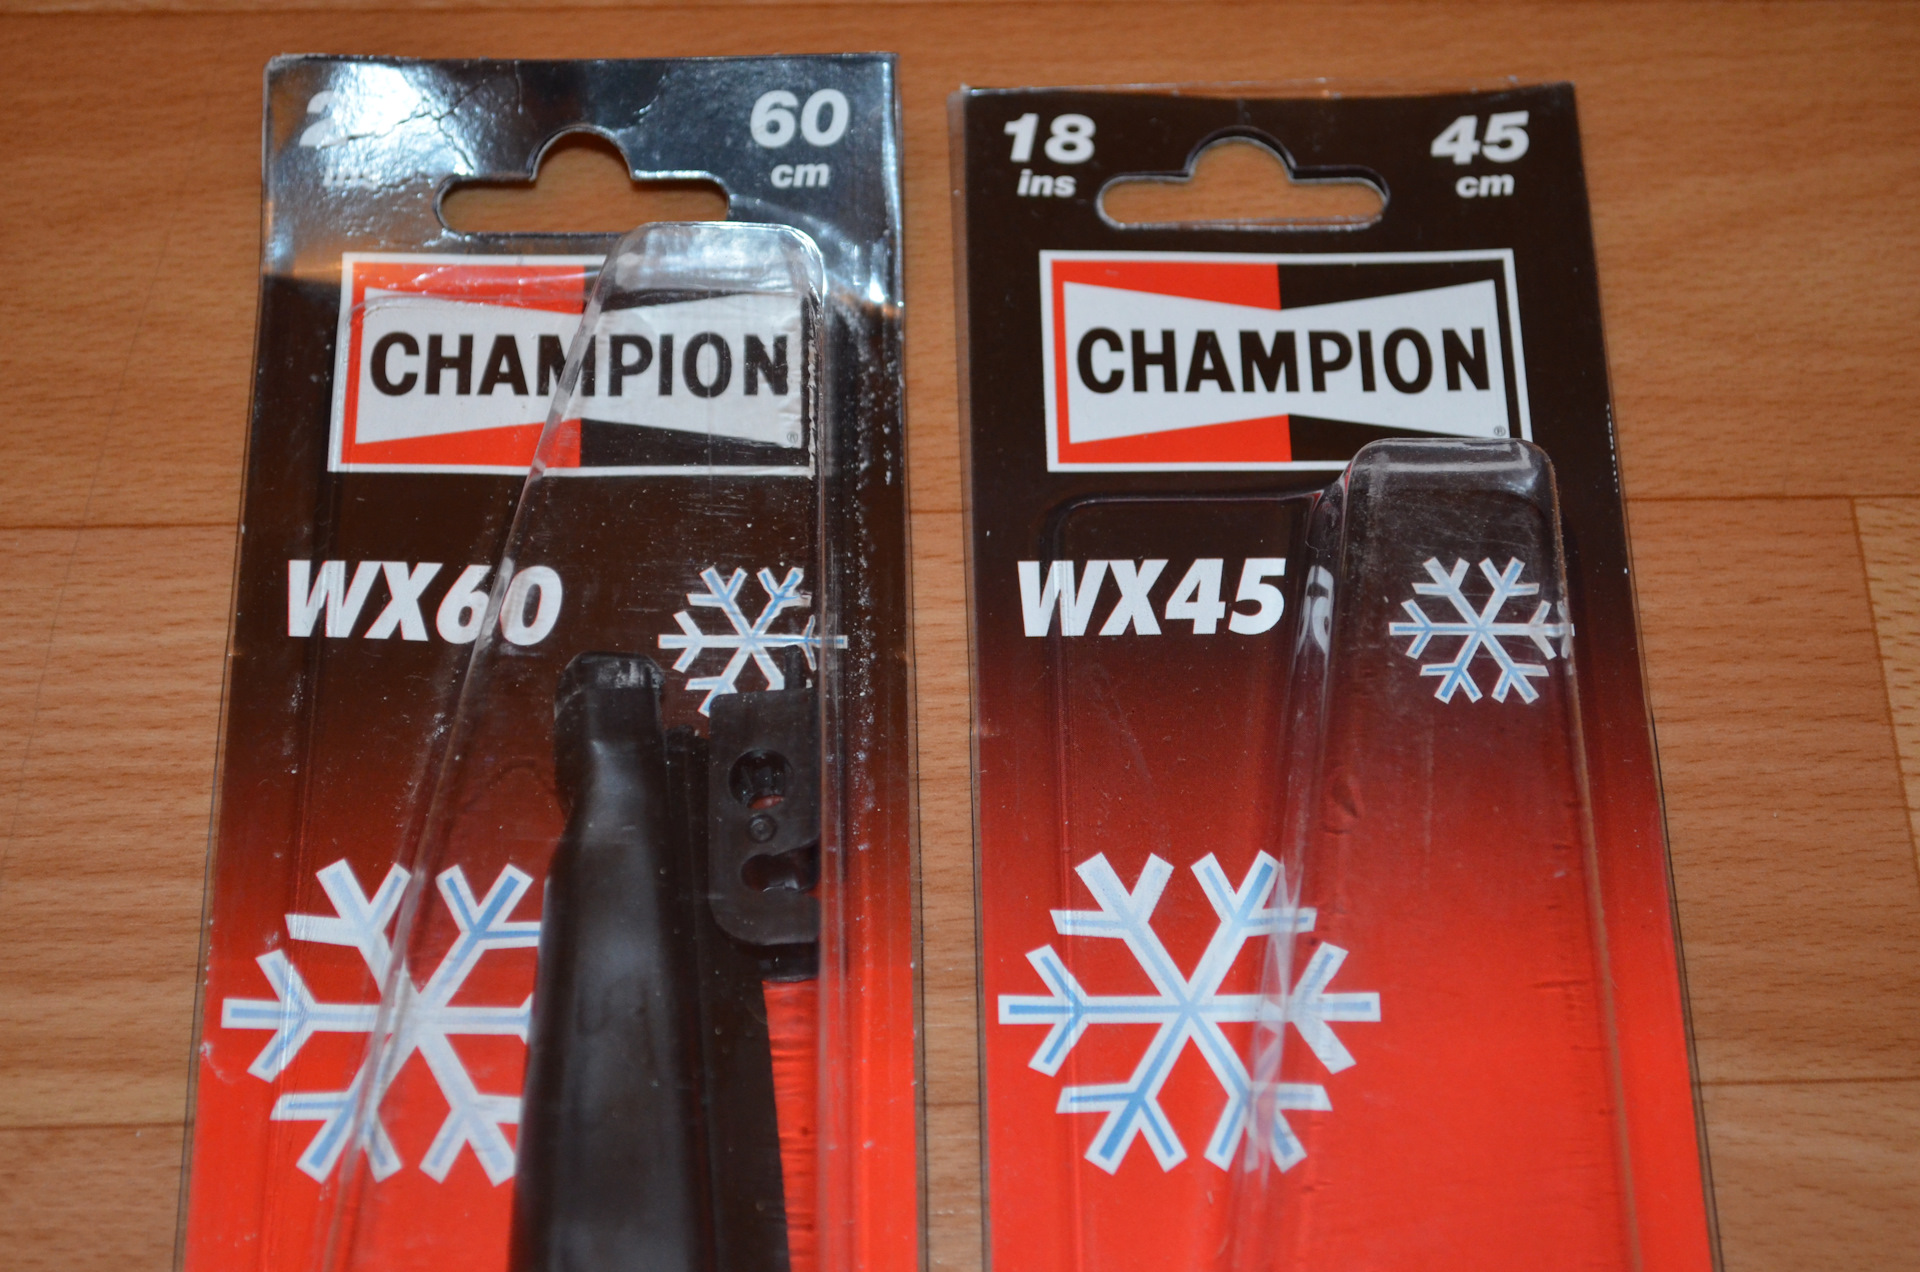 60
cm
CHAMPION
®
WX60
18
ins
45
cm
CHAMPION
®
WX45